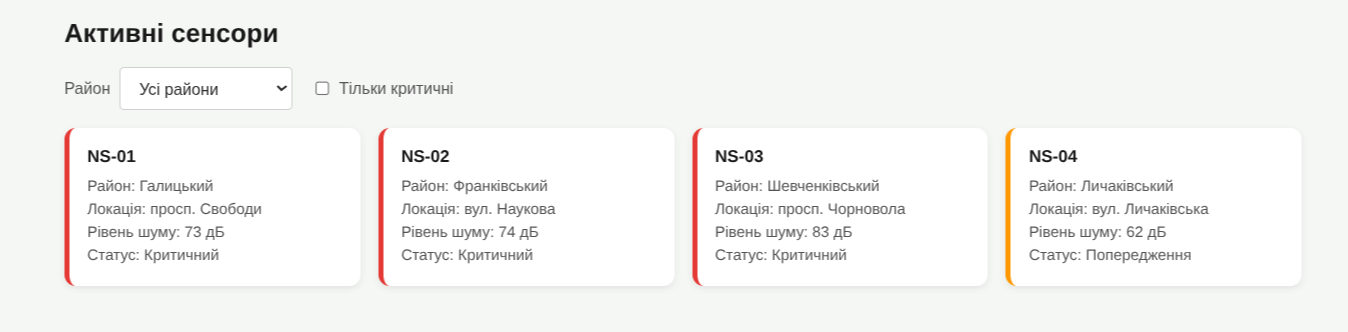 Активні сенсори
Район Усі райони Тільки критичні
NS-01
Район: Галицький
Локація: просп. Свободи
Рівень шуму: 73 дБ
Статус: Критичний
NS-02
Район: Франківський
Локація: вул. Наукова
Рівень шуму: 74 дБ
Статус: Критичний
NS-03
Район: Шевченківський
Локація: просп. Чорновола
Рівень шуму: 83 дБ
Статус: Критичний
NS-04
Район: Личаківський
Локація: вул. Личаківська
Рівень шуму: 62 дБ
Статус: Попередження